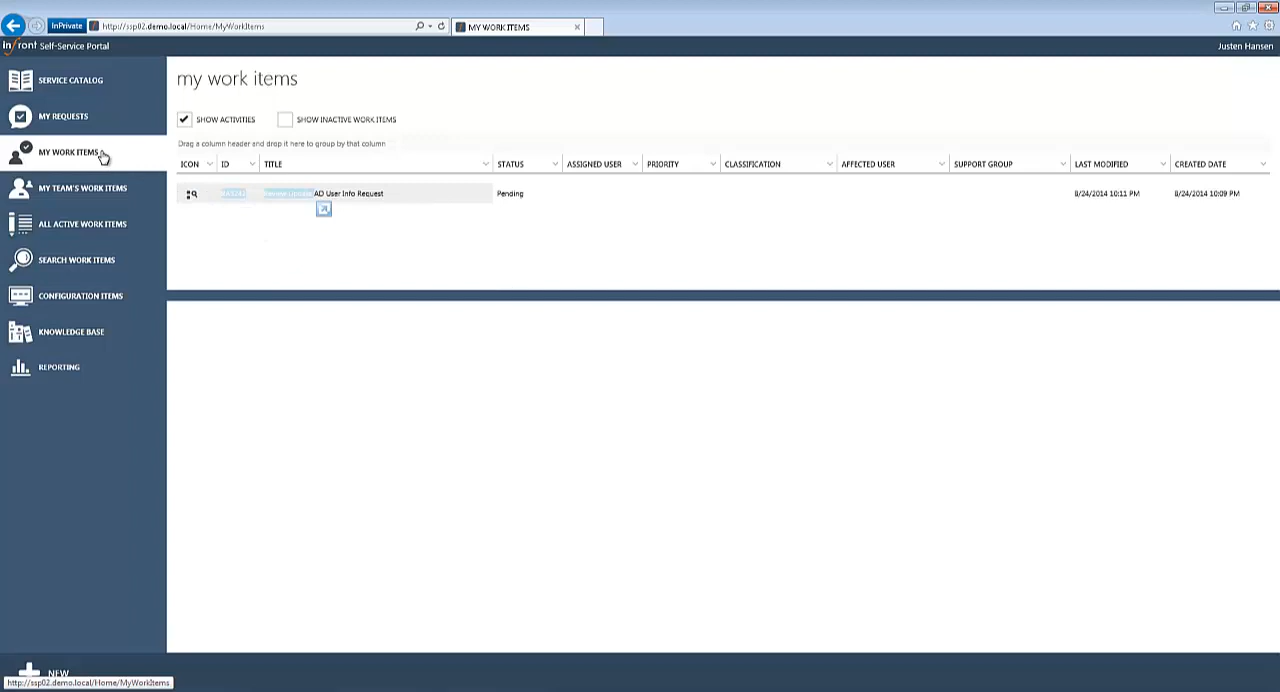 InPrivate http://ssp02.demo.local/Home/MyWorkItems MY WORK ITEMS
infront Self-Service Portal Justen Hansen
SERVICE CATALOG
MY REQUESTS
MY WORK ITEMS
MY TEAM'S WORK ITEMS
ALL ACTIVE WORK ITEMS
SEARCH WORK ITEMS
CONFIGURATION ITEMS
KNOWLEDGE BASE
REPORTING
my work items
SHOW ACTIVITIES SHOW INACTIVE WORK ITEMS
Drag a column header and drop it here to group by that column
ICON ID TITLE STATUS ASSIGNED USER PRIORITY CLASSIFICATION AFFECTED USER SUPPORT GROUP LAST MODIFIED CREATED DATE
Review Update AD User Info Request Pending 8/24/2014 10:11 PM 8/24/2014 10:09 PM
NEW
http://ssp02.demo.local/Home/MyWorkItems